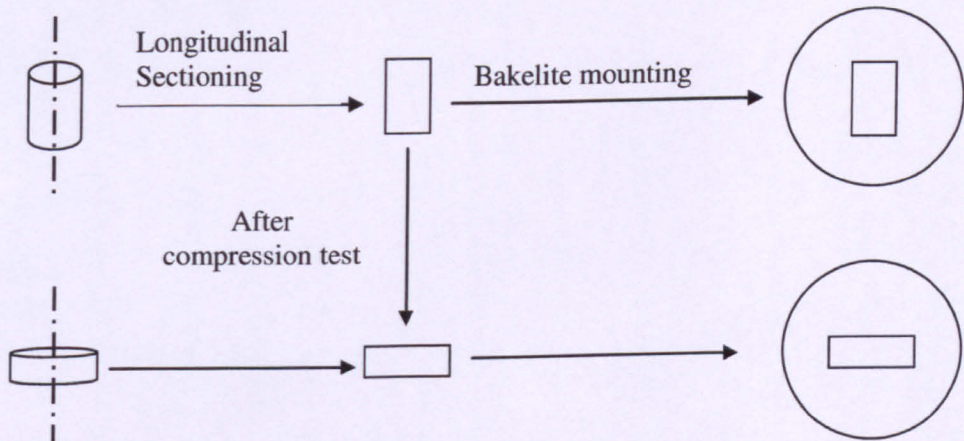 Longitudinal
Sectioning
Bakelite mounting
After
compression test